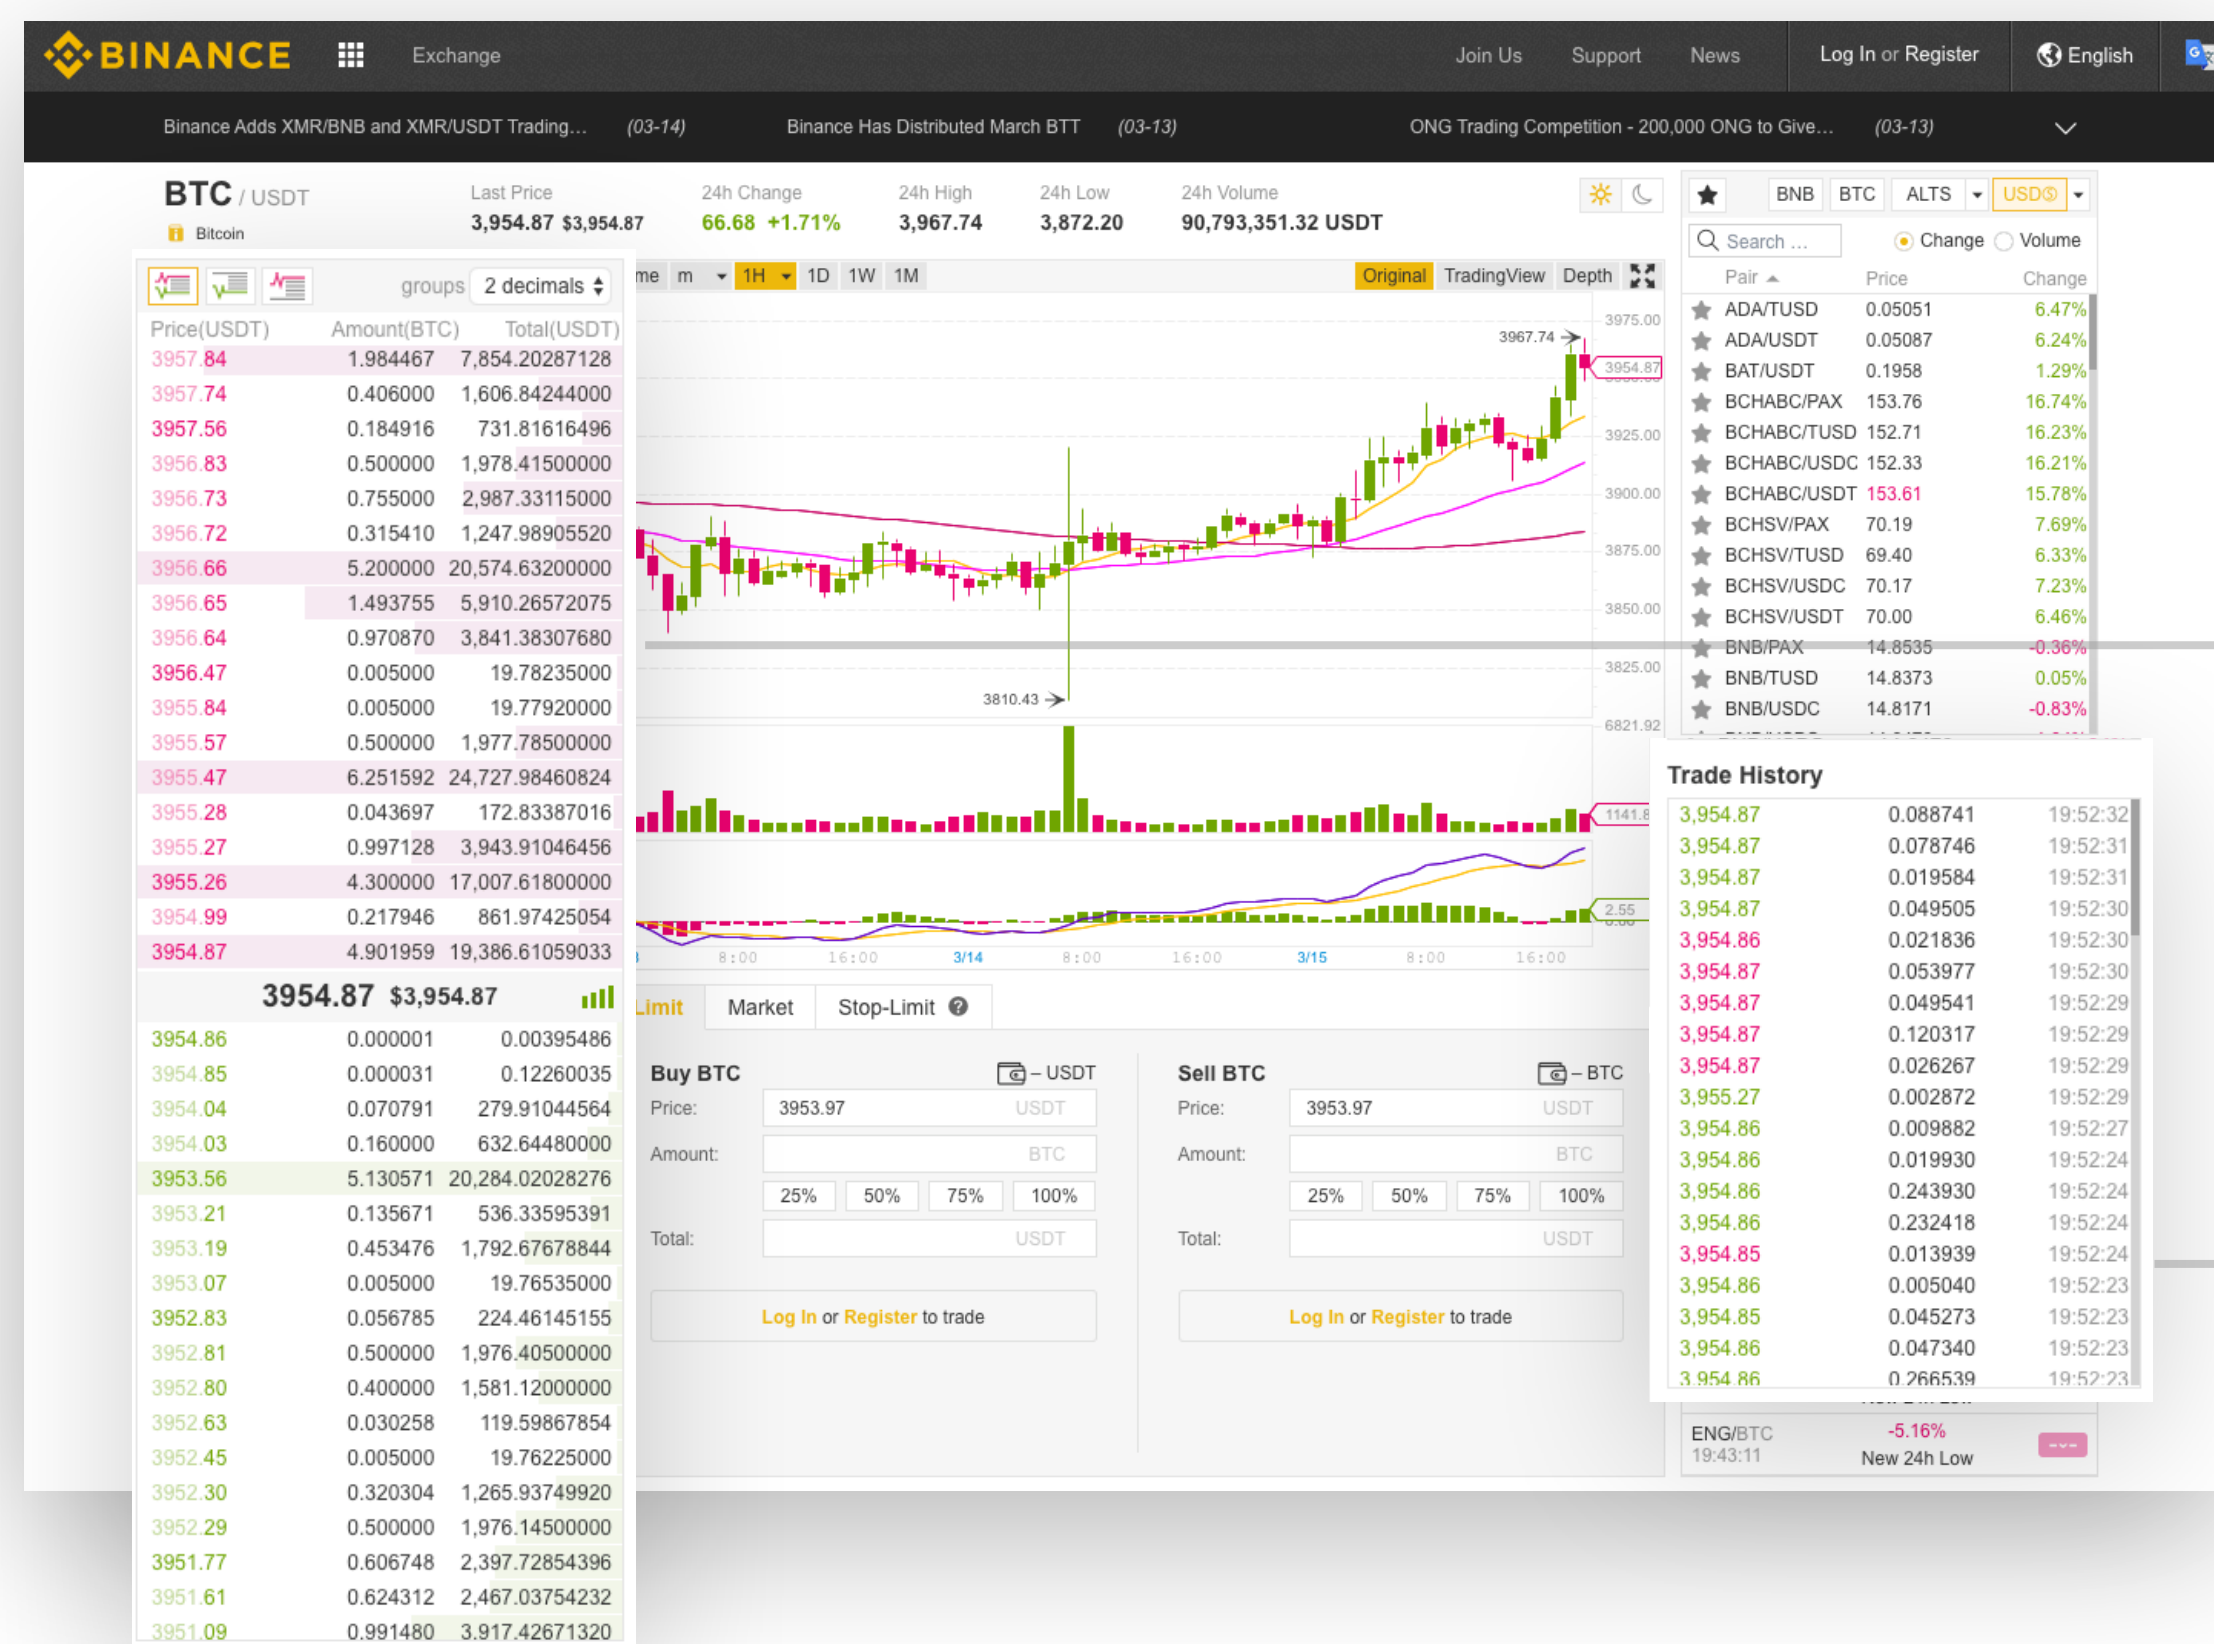 BINANCE Exchange Join Us Support News Log In or Register English
Binance Adds XMR/BNB and XMR/USDT Trading... (03-14) Binance Has Distributed March BTT (03-13) ONG Trading Competition - 200,000 ONG to Give... (03-13)
BTC / USDT
Bitcoin
Last Price
3,954.87 $3,954.87
24h Change
66.68 +1.71%
24h High
3,967.74
24h Low
3,872.20
24h Volume
90,793,351.32 USDT
groups 2 decimals
Price(USDT) Amount(BTC) Total(USDT)
3957.84 1.984467 7,854.20287128
3957.74 0.406000 1,606.84244000
3957.56 0.184916 731.81616496
3956.83 0.500000 1,978.41500000
3956.73 0.755000 2,987.33115000
3956.72 0.315410 1,247.98905520
3956.66 5.200000 20,574.63200000
3956.65 1.493755 5,910.26572075
3956.64 0.970870 3,841.38307680
3956.47 0.005000 19.78235000
3955.84 0.005000 19.77920000
3955.57 0.500000 1,977.78500000
3955.47 6.251592 24,727.98460824
3955.28 0.043697 172.83387016
3955.27 0.997128 3,943.91046456
3955.26 4.300000 17,007.61800000
3954.99 0.217946 861.97425054
3954.87 4.901959 19,386.61059033
3954.87 $3,954.87
3954.86 0.000001 0.00395486
3954.85 0.000031 0.12260035
3954.04 0.070791 279.91044564
3954.03 0.160000 632.64480000
3953.56 5.130571 20,284.02028276
3953.21 0.135671 536.33595391
3953.19 0.453476 1,792.67678844
3953.07 0.005000 19.76535000
3952.83 0.056785 224.46145155
3952.81 0.500000 1,976.40500000
3952.80 0.400000 1,581.12000000
3952.63 0.030258 119.59867854
3952.45 0.005000 19.76225000
3952.30 0.320304 1,265.93749920
3952.29 0.500000 1,976.14500000
3951.77 0.606748 2,397.72854396
3951.61 0.624312 2,467.03754232
3951.09 0.991480 3,917.42671320
me m 1H 1D 1W 1M Original TradingView Depth
3975.00
3967.74
3954.87
3925.00
3900.00
3875.00
3850.00
3825.00
3810.43
6821.92
1141.8
2.55
8:00 16:00 3/14 8:00 16:00 3/15 8:00 16:00
Limit Market Stop-Limit ?
Buy BTC – USDT
Price: 3953.97 USDT
Amount: BTC
25% 50% 75% 100%
Total: USDT
Log In or Register to trade
Sell BTC – BTC
Price: 3953.97 USDT
Amount: BTC
25% 50% 75% 100%
Total: USDT
Log In or Register to trade
BNB BTC ALTS USDⓈ
Search ... Change Volume
Pair Price Change
ADA/TUSD 0.05051 6.47%
ADA/USDT 0.05087 6.24%
BAT/USDT 0.1958 1.29%
BCHABC/PAX 153.76 16.74%
BCHABC/TUSD 152.71 16.23%
BCHABC/USDC 152.33 16.21%
BCHABC/USDT 153.61 15.78%
BCHSV/PAX 70.19 7.69%
BCHSV/TUSD 69.40 6.33%
BCHSV/USDC 70.17 7.23%
BCHSV/USDT 70.00 6.46%
BNB/PAX 14.8535 -0.36%
BNB/TUSD 14.8373 0.05%
BNB/USDC 14.8171 -0.83%
Trade History
3,954.87 0.088741 19:52:32
3,954.87 0.078746 19:52:31
3,954.87 0.019584 19:52:31
3,954.87 0.049505 19:52:30
3,954.86 0.021836 19:52:30
3,954.87 0.053977 19:52:30
3,954.87 0.049541 19:52:29
3,954.87 0.120317 19:52:29
3,954.87 0.026267 19:52:29
3,955.27 0.002872 19:52:29
3,954.86 0.009882 19:52:27
3,954.86 0.019930 19:52:24
3,954.86 0.243930 19:52:24
3,954.86 0.232418 19:52:24
3,954.85 0.013939 19:52:24
3,954.86 0.005040 19:52:23
3,954.85 0.045273 19:52:23
3,954.86 0.047340 19:52:23
3,954.86 0.266539 19:52:23
ENG/BTC -5.16%
19:43:11 New 24h Low